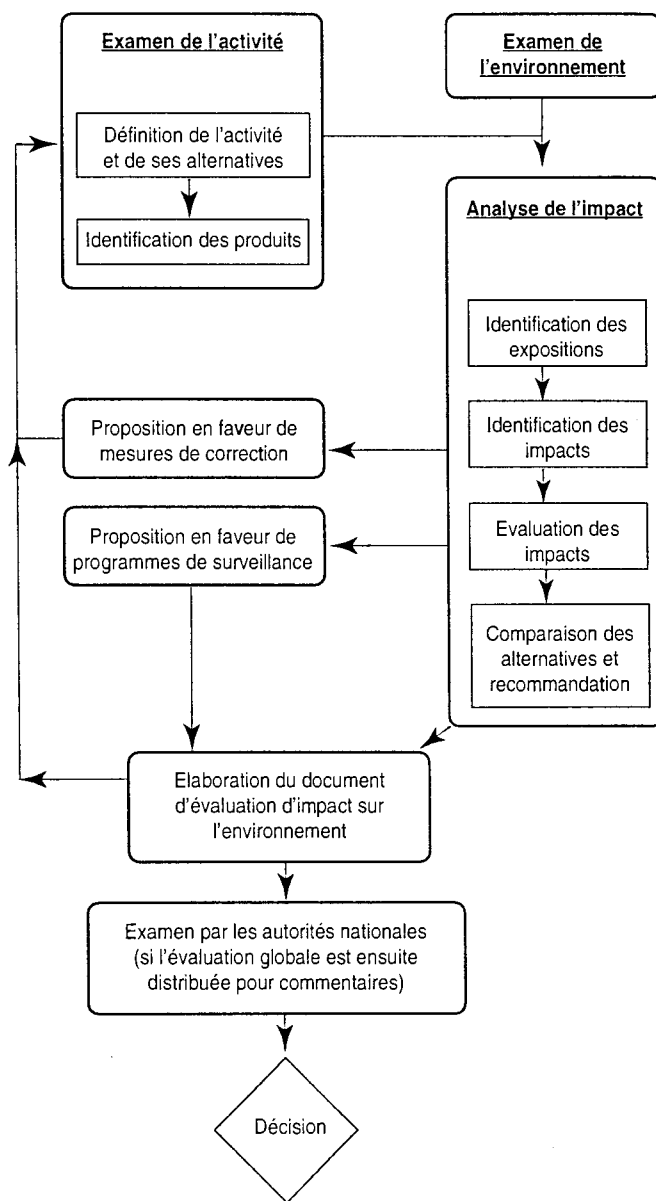 Examen de l'activité
Définition de l'activité
et de ses alternatives
Identification des produits
Examen de
l'environnement
Analyse de l'impact
Identification des
expositions
Identification des
impacts
Evaluation des
impacts
Comparaison des
alternatives et
recommandation
Proposition en faveur de
mesures de correction
Proposition en faveur de
programmes de surveillance
Elaboration du document
d'évaluation d'impact sur
l'environnement
Examen par les autorités nationales
(si l'évaluation globale est ensuite
distribuée pour commentaires)
Décision